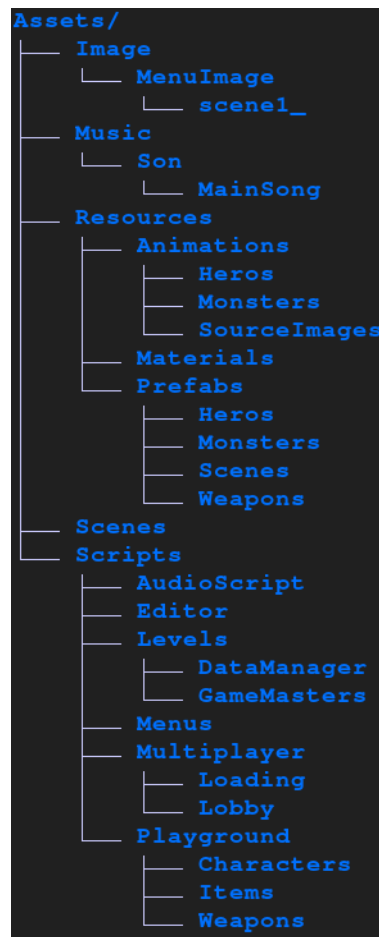 Assets/
Image
MenuImage
scene1_
Music
Son
MainSong
Resources
Animations
Heros
Monsters
SourceImages
Materials
Prefabs
Heros
Monsters
Scenes
Weapons
Scenes
Scripts
AudioScript
Editor
Levels
DataManager
GameMasters
Menus
Multiplayer
Loading
Lobby
Playground
Characters
Items
Weapons